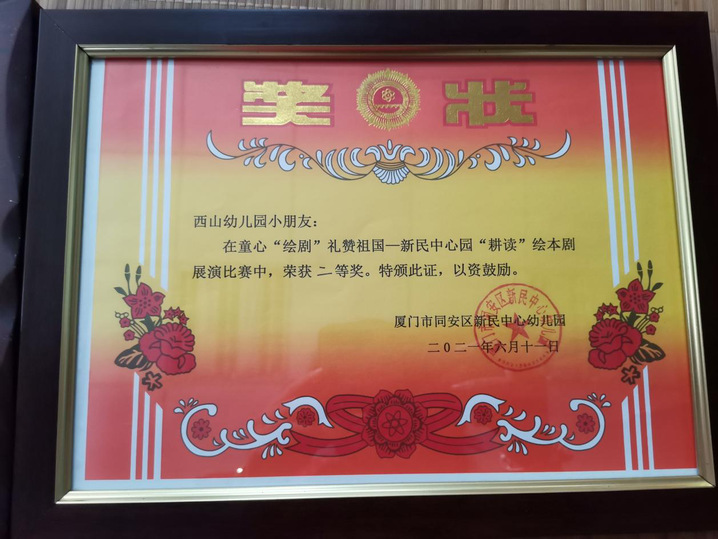 奖 状
西山幼儿园小朋友：
在童心“绘剧”礼赞祖国—新民中心园“耕读”绘本剧
展演比赛中，荣获 二等奖。特颁此证，以资鼓励。
厦门市同安区新民中心幼儿园
二0二一年六月十一日